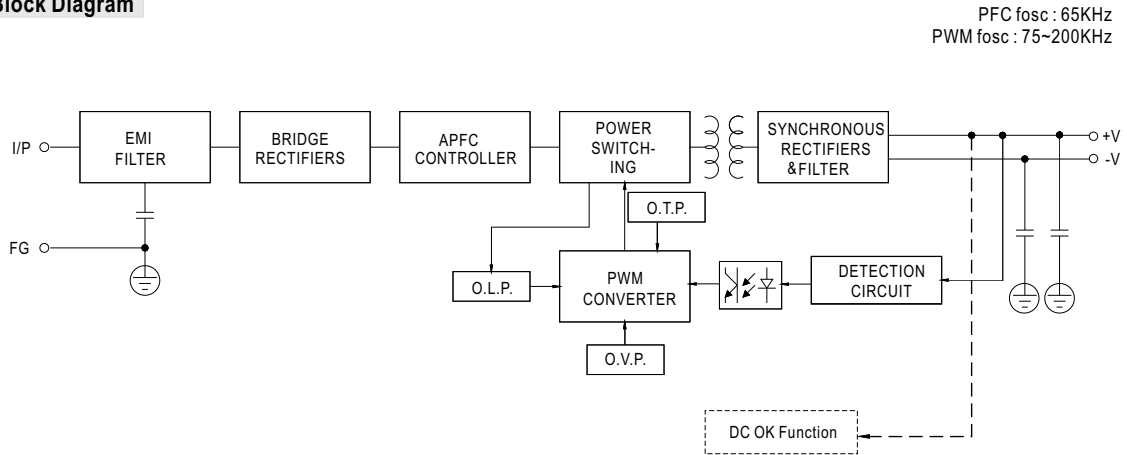 Block Diagram
PFC fosc : 65KHz
PWM fosc : 75~200KHz
I/P
EMI
FILTER
BRIDGE
RECTIFIERS
APFC
CONTROLLER
POWER
SWITCH-
ING
SYNCHRONOUS
RECTIFIERS
&FILTER
+V
-V
FG
O.T.P.
O.L.P.
PWM
CONVERTER
DETECTION
CIRCUIT
O.V.P.
DC OK Function